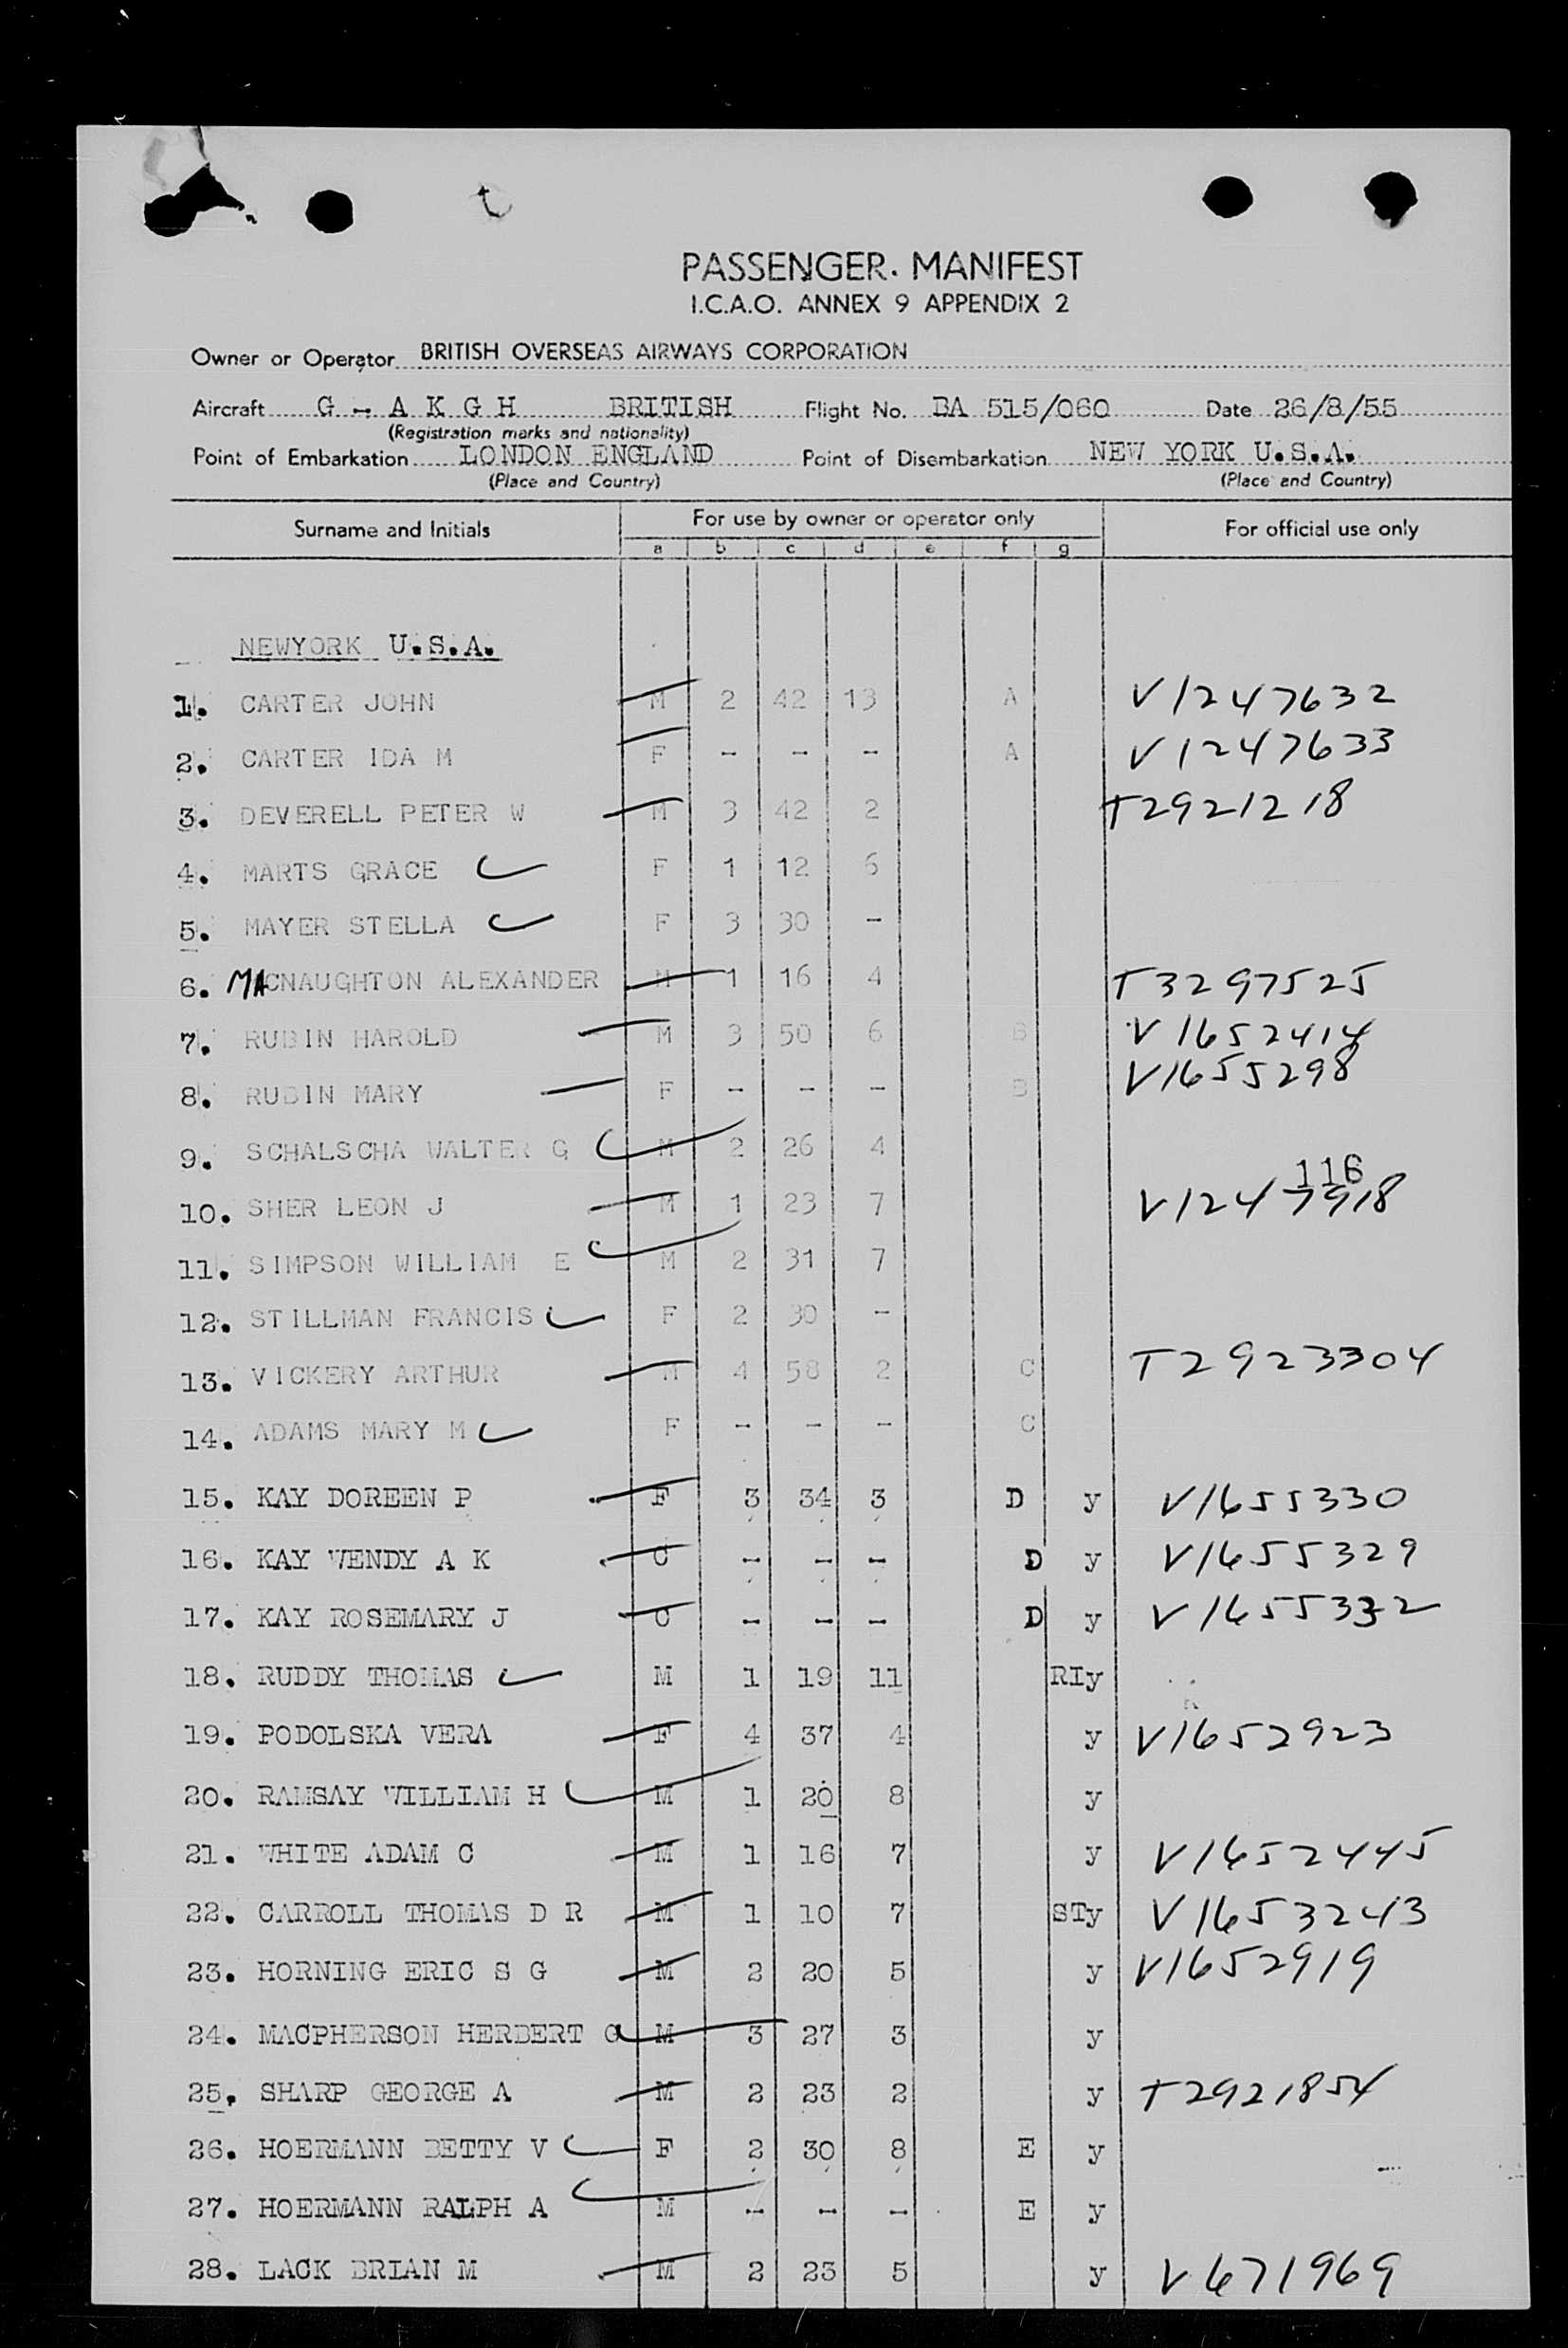 PASSENGER. MANIFEST
I.C.A.O. ANNEX 9 APPENDIX 2
Owner or Operator BRITISH OVERSEAS AIRWAYS CORPORATION
Aircraft G - A K G H BRITISH Flight No. BA 515/060 Date 26/8/55
(Registration marks and nationality)
Point of Embarkation LONDON ENGLAND Point of Disembarkation NEW YORK U.S.A.
(Place and Country) (Place and Country)
Surname and Initials For use by owner or operator only For official use only
a b c d e f g
NEWYORK U.S.A.
1. CARTER JOHN M 2 42 13 A V1247632
2. CARTER IDA M F - - - A V1247633
3. DEVERELL PETER W M 3 42 2 T2921218
4. MARTS GRACE F 1 12 6
5. MAYER STELLA F 3 30 -
6. MACNAUGHTON ALEXANDER M 1 16 4 T3297525
7. RUBIN HAROLD M 3 50 6 B V1652414
8. RUBIN MARY F - - - B V1655298
9. SCHALSCHA WALTER G M 2 26 4
116
10. SHER LEON J M 1 23 7 V1247918
11. SIMPSON WILLIAM E M 2 31 7
12. STILLMAN FRANCIS F 2 30 -
13. VICKERY ARTHUR M 4 58 2 C T2923304
14. ADAMS MARY M F - - - C
15. KAY DOREEN P F 3 34 3 D y V1655330
16. KAY WENDY A K C - - - D y V1655329
17. KAY ROSEMARY J C - - - D y V1655332
18. RUDDY THOMAS M 1 19 11 RIy
19. PODOLSKA VERA F 4 37 4 y V1652923
20. RAMSAY WILLIAM H M 1 20 8 y
21. WHITE ADAM C M 1 16 7 y V1652445
22. CARROLL THOMAS D R M 1 10 7 STy V1653243
23. HORNING ERIC S G M 2 20 5 y V1652919
24. MACPHERSON HERBERT G M 3 27 3 y
25. SHARP GEORGE A M 2 23 2 y T2921854
26. HOERMANN BETTY V F 2 30 8 E y
27. HOERMANN RALPH A M - - - E y
28. LACK BRIAN M M 2 23 5 y V671969